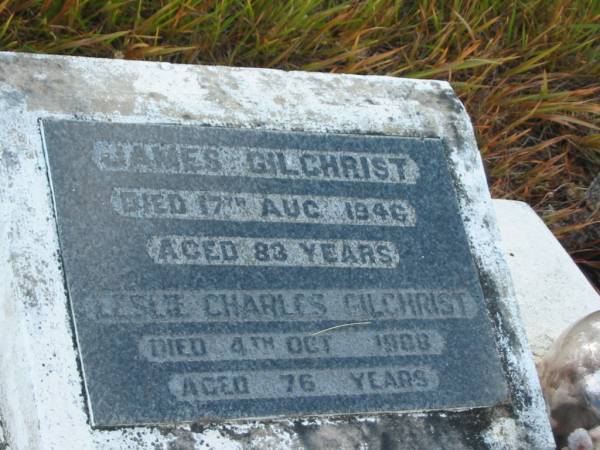 JAMES GILCHRIST
DIED 17TH AUG 1946
AGED 83 YEARS
LESLIE CHARLES GILCHRIST
DIED 4TH OCT 1988
AGED 76 YEARS